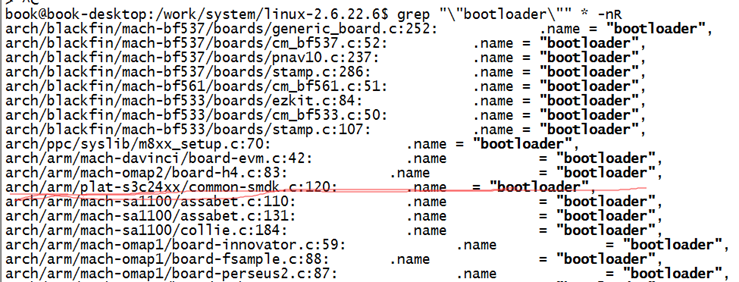 > ^C
book@book-desktop:/work/system/linux-2.6.22.6$ grep "\"bootloader\"" * -nR
arch/blackfin/mach-bf537/boards/generic_board.c:252: .name = "bootloader",
arch/blackfin/mach-bf537/boards/cm_bf537.c:52: .name = "bootloader",
arch/blackfin/mach-bf537/boards/pnav10.c:237: .name = "bootloader",
arch/blackfin/mach-bf537/boards/stamp.c:286: .name = "bootloader",
arch/blackfin/mach-bf561/boards/cm_bf561.c:51: .name = "bootloader",
arch/blackfin/mach-bf533/boards/ezkit.c:84: .name = "bootloader",
arch/blackfin/mach-bf533/boards/cm_bf533.c:50: .name = "bootloader",
arch/blackfin/mach-bf533/boards/stamp.c:107: .name = "bootloader",
arch/ppc/syslib/m8xx_setup.c:70: .name = "bootloader",
arch/arm/mach-davinci/board-evm.c:42: .name = "bootloader",
arch/arm/mach-omap2/board-h4.c:83: .name = "bootloader",
arch/arm/plat-s3c24xx/common-smdk.c:120: .name = "bootloader",
arch/arm/mach-sa1100/assabet.c:110: .name = "bootloader",
arch/arm/mach-sa1100/assabet.c:131: .name = "bootloader",
arch/arm/mach-sa1100/collie.c:184: .name = "bootloader",
arch/arm/mach-omap1/board-innovator.c:59: .name = "bootloader",
arch/arm/mach-omap1/board-fsample.c:88: .name = "bootloader",
arch/arm/mach-omap1/board-perseus2.c:87: .name = "bootloader",